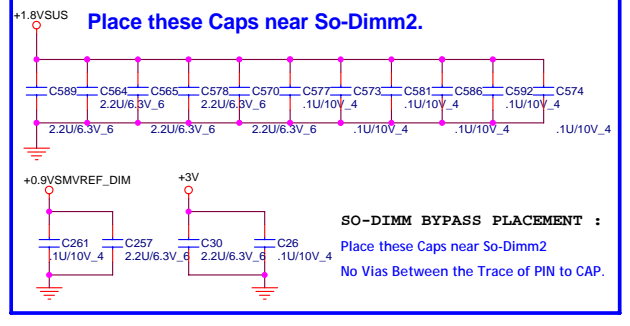 +1.8VSUS
Place these Caps near So-Dimm2.
C589 C564 C565 C578 C570 C577 C573 C581 C586 C592 C574
2.2U/6.3V_6 2.2U/6.3V_6 .1U/10V_4 .1U/10V_4 .1U/10V_4
2.2U/6.3V_6 2.2U/6.3V_6 2.2U/6.3V_6 .1U/10V_4 .1U/10V_4 .1U/10V_4
+0.9VSMVREF_DIM +3V
SO-DIMM BYPASS PLACEMENT :
C261 C257 C30 C26
Place these Caps near So-Dimm2
.1U/10V_4 2.2U/6.3V_6 2.2U/6.3V_6 .1U/10V_4
No Vias Between the Trace of PIN to CAP.